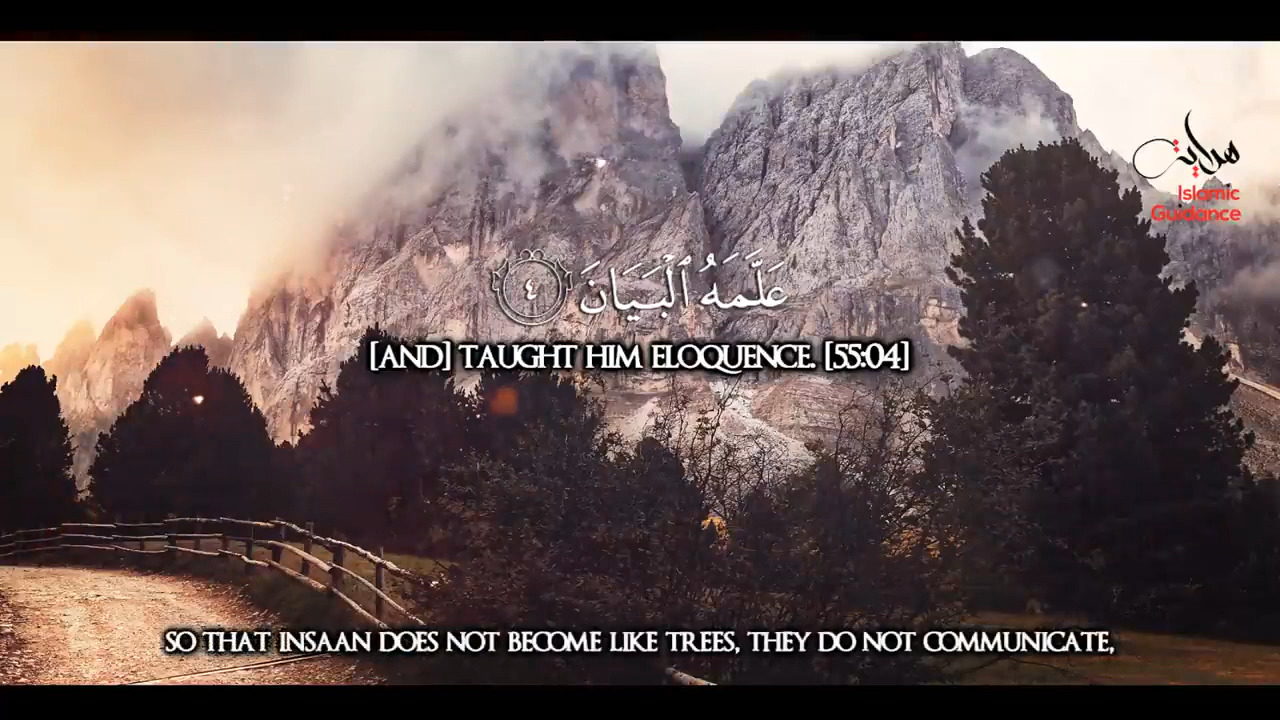 هداية
Islamic
Guidance
عَلَّمَهُ ٱلْبَيَانَ ٤
[AND] TAUGHT HIM ELOQUENCE. [55:04]
SO THAT INSAAN DOES NOT BECOME LIKE TREES, THEY DO NOT COMMUNICATE,